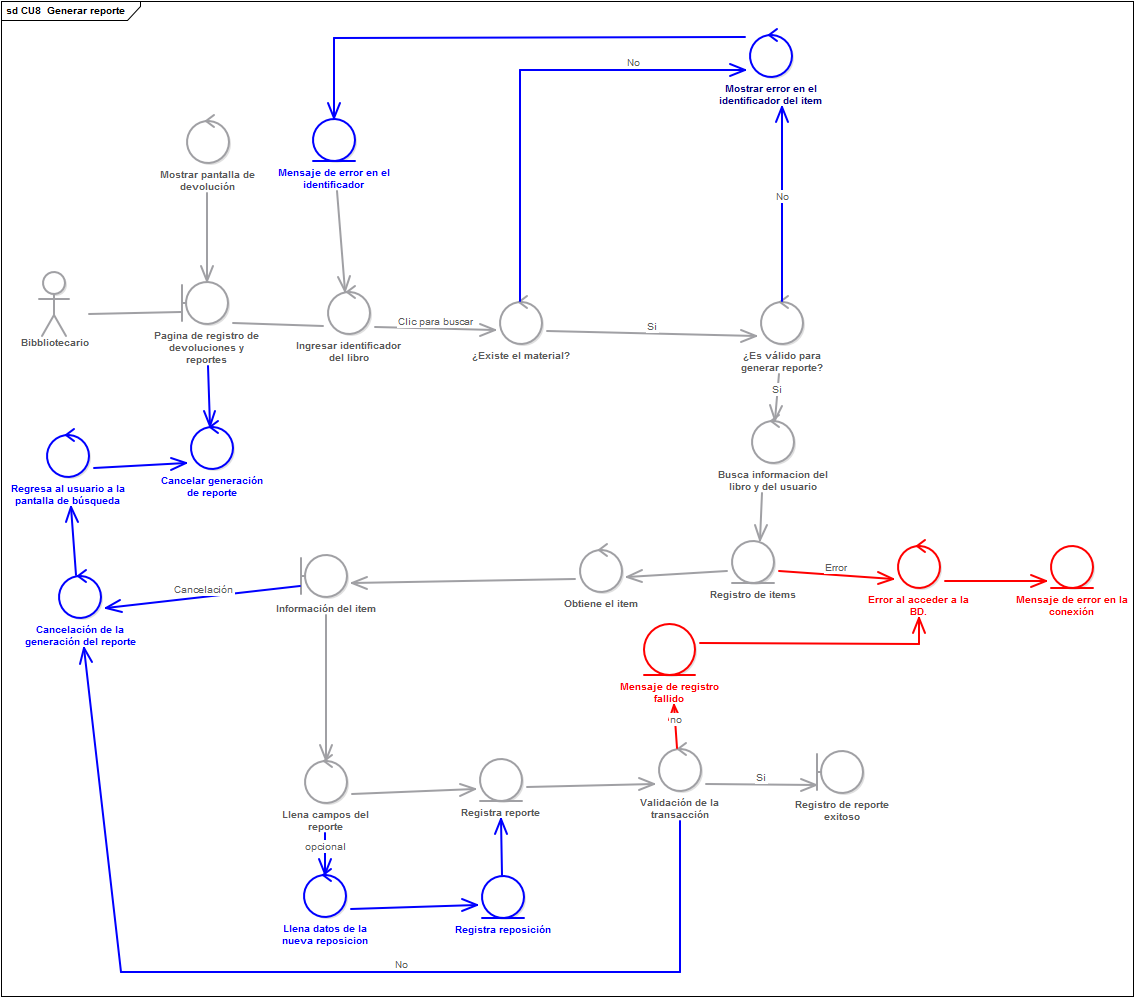 sd CU8  Generar reporte
No
Mostrar error en el
identificador del item
Mostrar pantalla de
devolución
Mensaje de error en el
identificador
No
Bibbliotecario
Pagina de registro de
devoluciones y
reportes
Ingresar identificador
del libro
Clic para buscar
¿Existe el material?
Si
¿Es válido para
generar reporte?
Si
Regresa al usuario a la
pantalla de búsqueda
Cancelar generación
de reporte
Busca informacion del
libro y del usuario
Cancelación
Cancelación de la
generación del reporte
Información del item
Obtiene el item
Registro de items
Error
Error al acceder a la
BD.
Mensaje de error en la
conexión
Mensaje de registro
fallido
no
Llena campos del
reporte
Registra reporte
Validación de la
transacción
Si
Registro de reporte
exitoso
opcional
Llena datos de la
nueva reposicion
Registra reposición
No